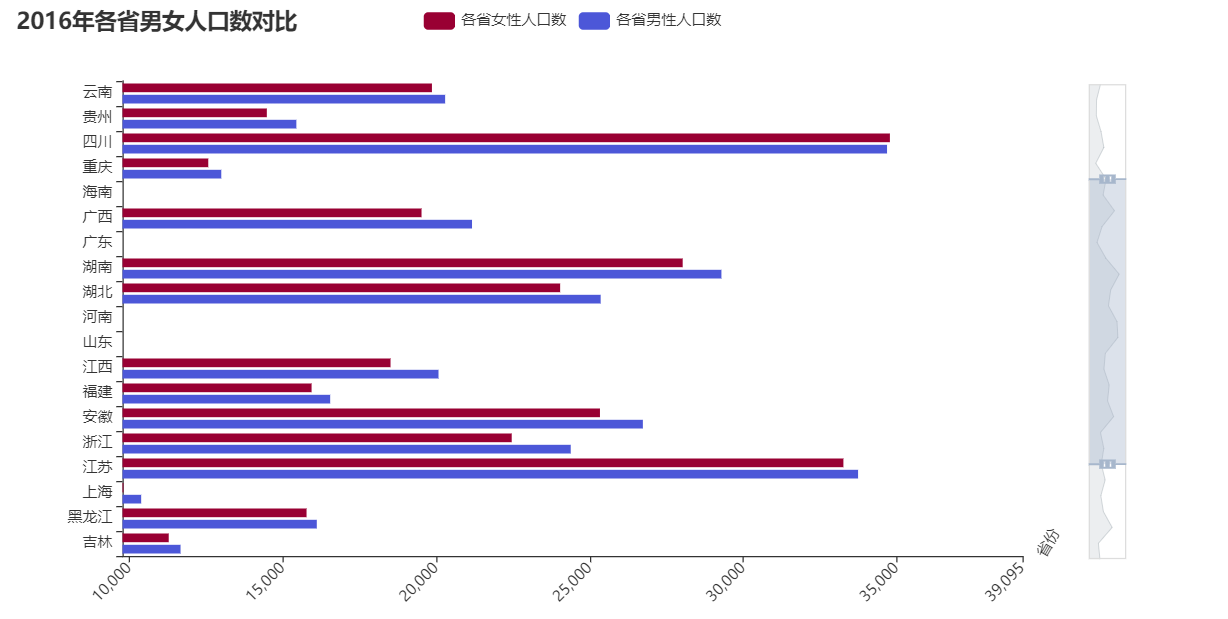 2016年各省男女人口数对比
各省女性人口数 各省男性人口数
云南
贵州
四川
重庆
海南
广西
广东
湖南
湖北
河南
山东
江西
福建
安徽
浙江
江苏
上海
黑龙江
吉林
省份
10,000 15,000 20,000 25,000 30,000 35,000 39,095